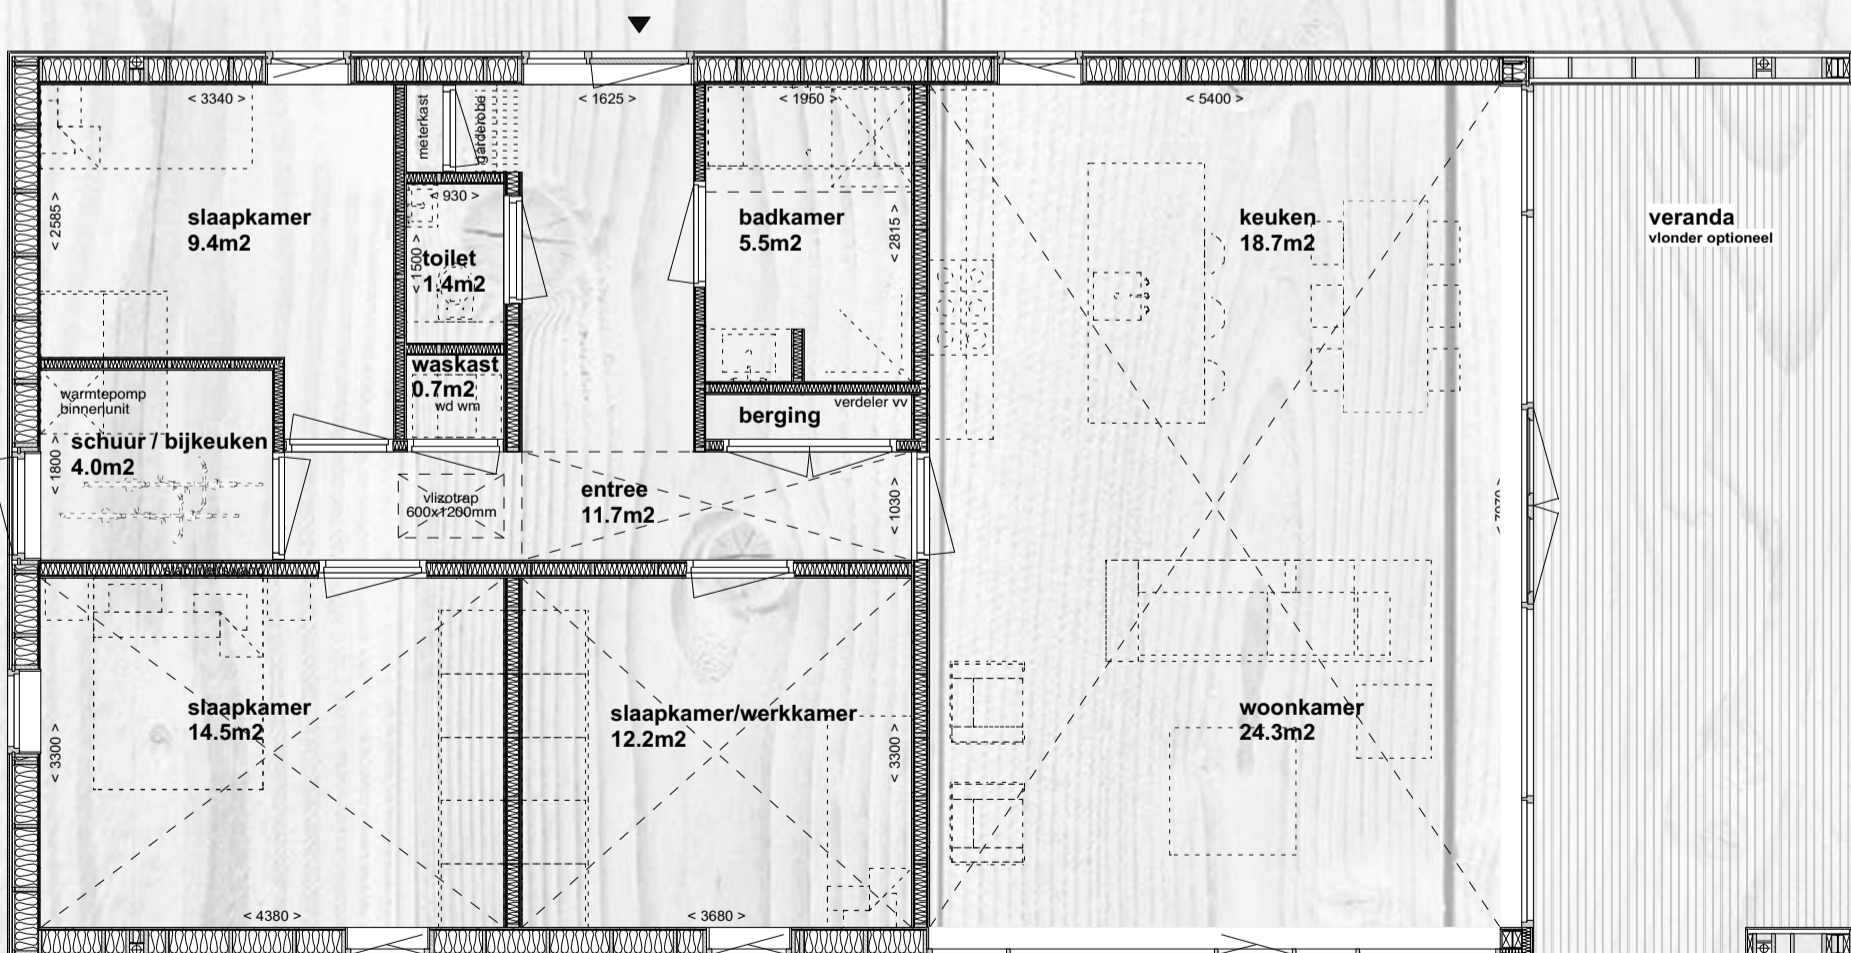 < 3340 >
meterkast
garderobe
< 1625 >
< 1960 >
< 5400 >
< 2585 >
< 930 >
slaapkamer
9.4m2
< 1500 >
toilet
1.4m2
badkamer
5.5m2
< 2815 >
keuken
18.7m2
veranda
vlonder optioneel
waskast
0.7m2
wd wm
warmtepomp
binnenunit
verdeler vv
berging
schuur / bijkeuken
4.0m2
< 1800 >
vlizotrap
600x1200mm
entree
11.7m2
< 1030 >
< 7070 >
stabiliteitswand
slaapkamer
14.5m2
< 3300 >
slaapkamer/werkkamer
12.2m2
< 3300 >
woonkamer
24.3m2
< 4380 >
< 3680 >